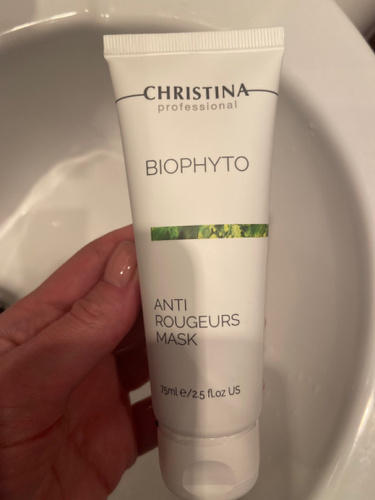 CHRISTINA
professional
BIOPHYTO
ANTI
ROUGEURS
MASK
75ml e/2.5 fl.oz US